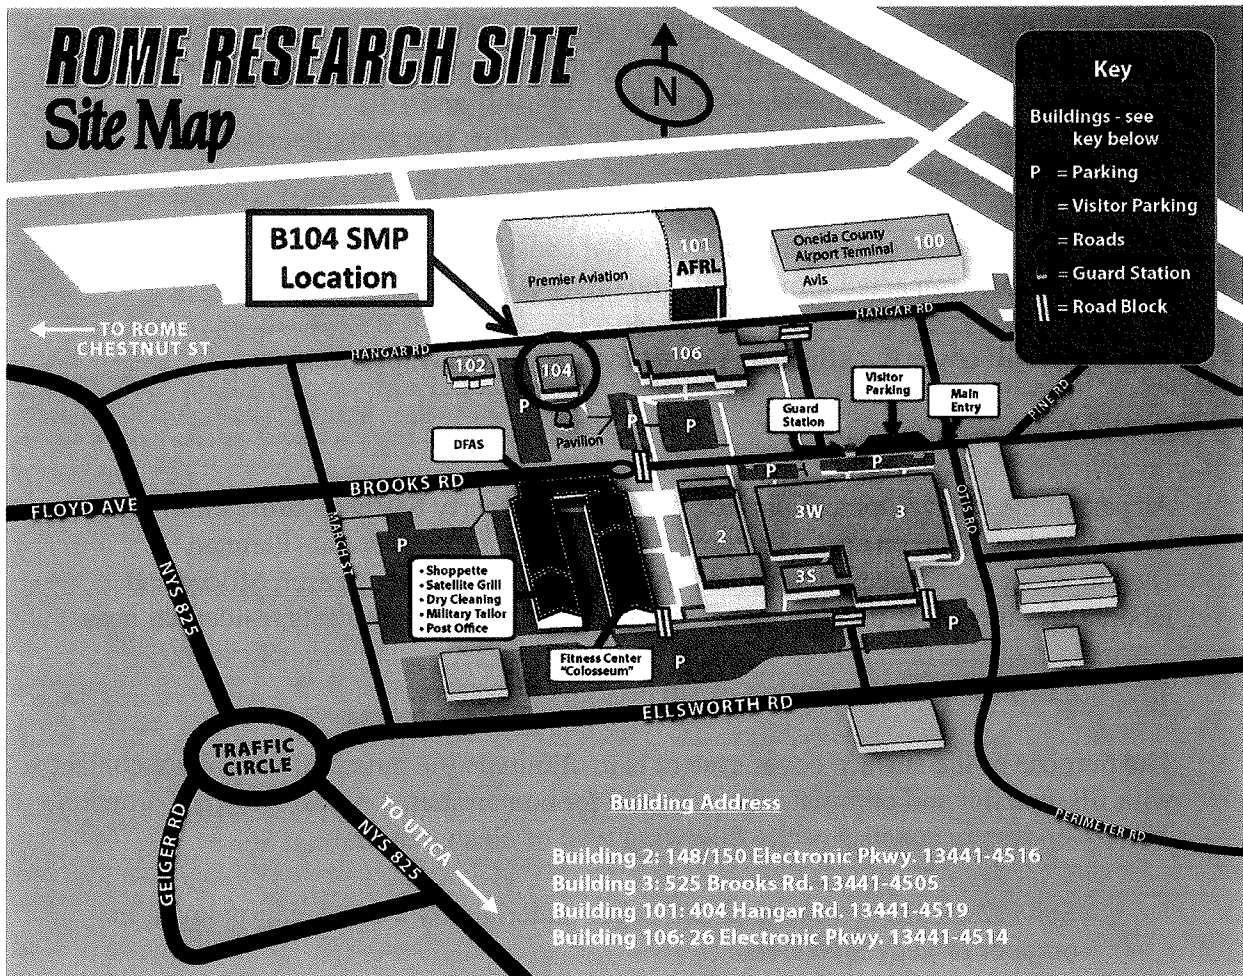 ROME RESEARCH SITE
Site Map
N
Key
Buildings - see
key below
P = Parking
= Visitor Parking
= Roads
= Guard Station
= Road Block
B104 SMP
Location
Premier Aviation
101
AFRL
Oneida County
Airport Terminal
100
Avis
TO ROME
CHESTNUT ST
HANGAR RD
HANGAR RD
102
104
106
P
P
P
Pavilion
Guard
Station
Visitor
Parking
Main
Entry
PINE RD
DFAS
BROOKS RD
FLOYD AVE
P
P
OTIS RD
MARCH ST
NYS 825
P
2
3W
3
3S
• Shoppette
• Satellite Grill
• Dry Cleaning
• Military Tailor
• Post Office
Fitness Center
"Colosseum"
P
P
ELLSWORTH RD
TRAFFIC
CIRCLE
GEIGER RD
NYS 825
TO UTICA
PERIMETER RD
Building Address
Building 2: 148/150 Electronic Pkwy. 13441-4516
Building 3: 525 Brooks Rd. 13441-4505
Building 101: 404 Hangar Rd. 13441-4519
Building 106: 26 Electronic Pkwy. 13441-4514